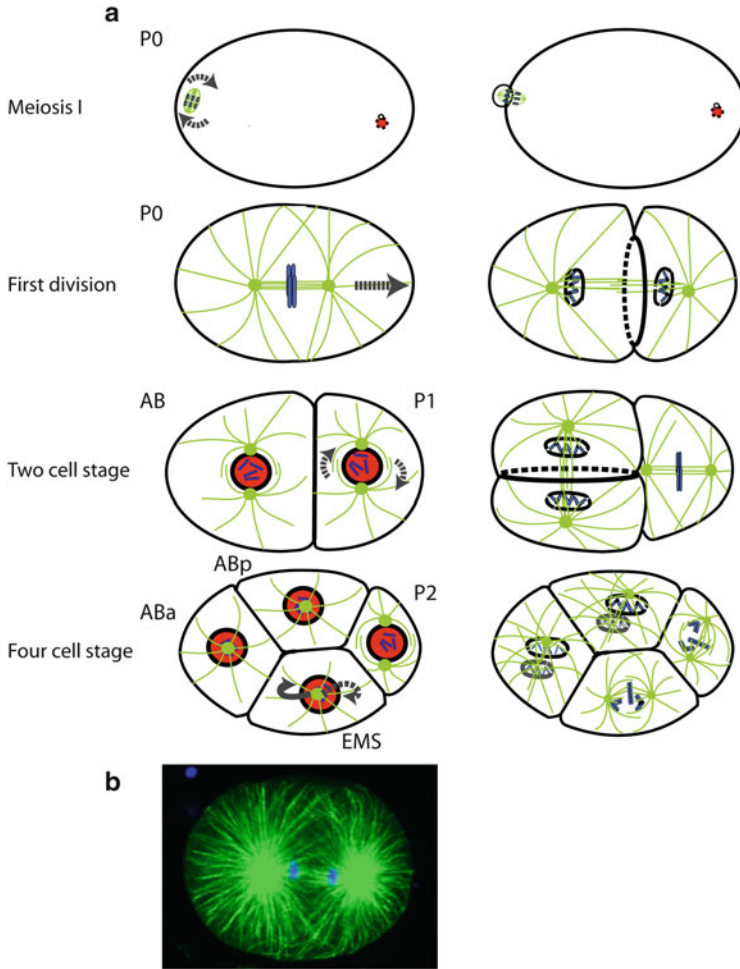 a
P0
Meiosis I
P0
First division
AB
P1
Two cell stage
ABp
ABa
P2
Four cell stage
EMS
b